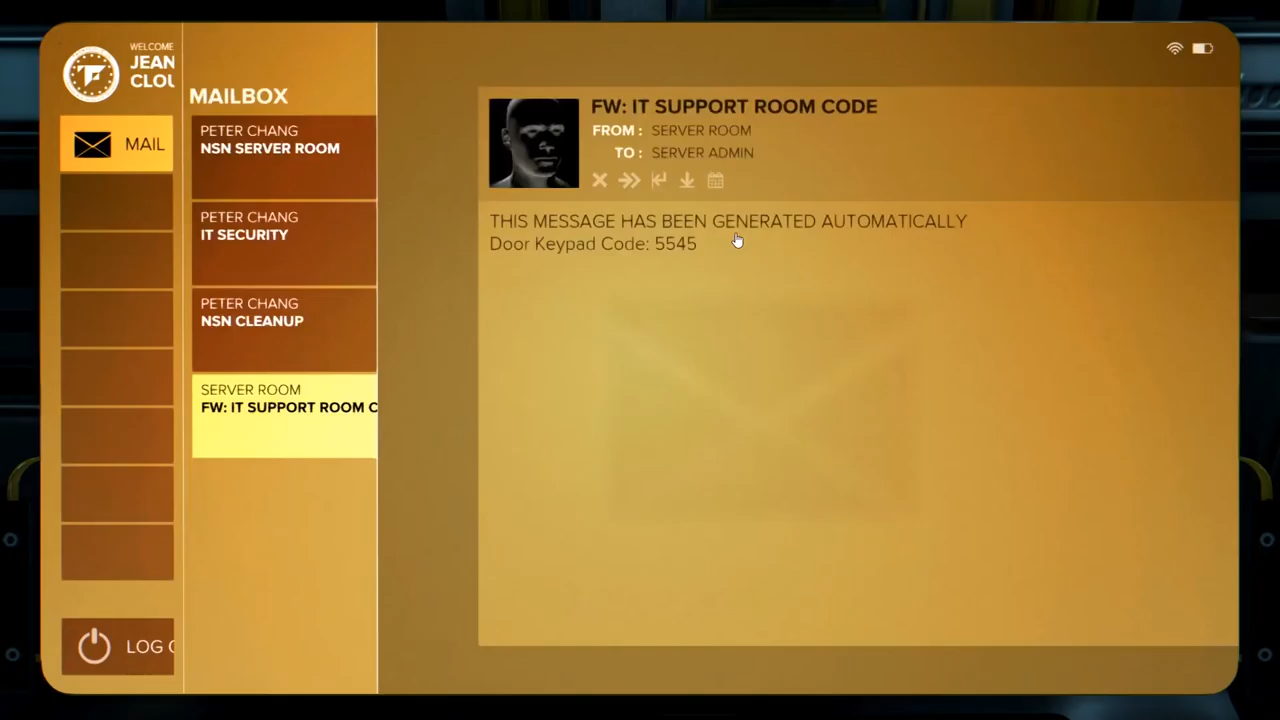 WELCOME
JEAN
CLOU
MAIL
LOG O
MAILBOX
PETER CHANG
NSN SERVER ROOM
PETER CHANG
IT SECURITY
PETER CHANG
NSN CLEANUP
SERVER ROOM
FW: IT SUPPORT ROOM C
FW: IT SUPPORT ROOM CODE
FROM : SERVER ROOM
TO : SERVER ADMIN
THIS MESSAGE HAS BEEN GENERATED AUTOMATICALLY
Door Keypad Code: 5545